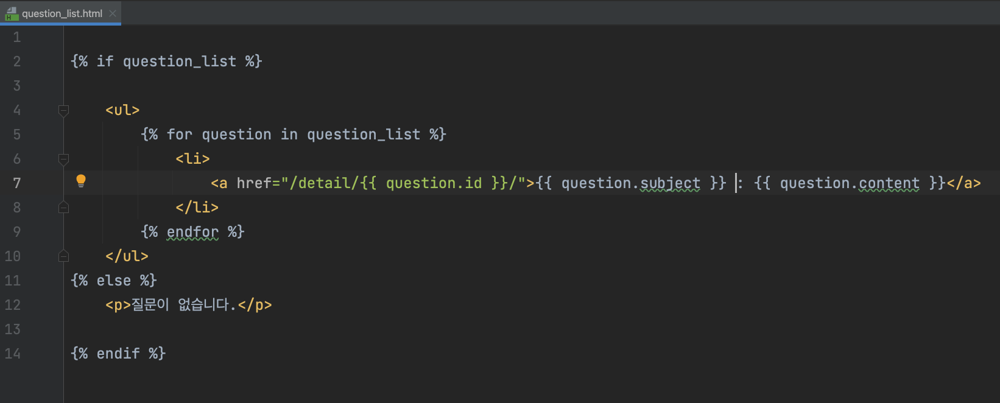 question_list.html
1
2 {% if question_list %}
3
4 <ul>
5 {% for question in question_list %}
6 <li>
7 <a href="/detail/{{ question.id }}/">{{ question.subject }} : {{ question.content }}</a>
8 </li>
9 {% endfor %}
10 </ul>
11 {% else %}
12 <p>질문이 없습니다.</p>
13
14 {% endif %}